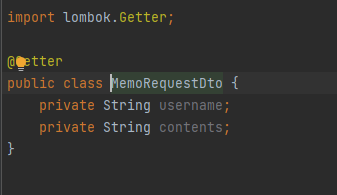 import lombok.Getter;
@Getter
public class MemoRequestDto {
private String username;
private String contents;
}